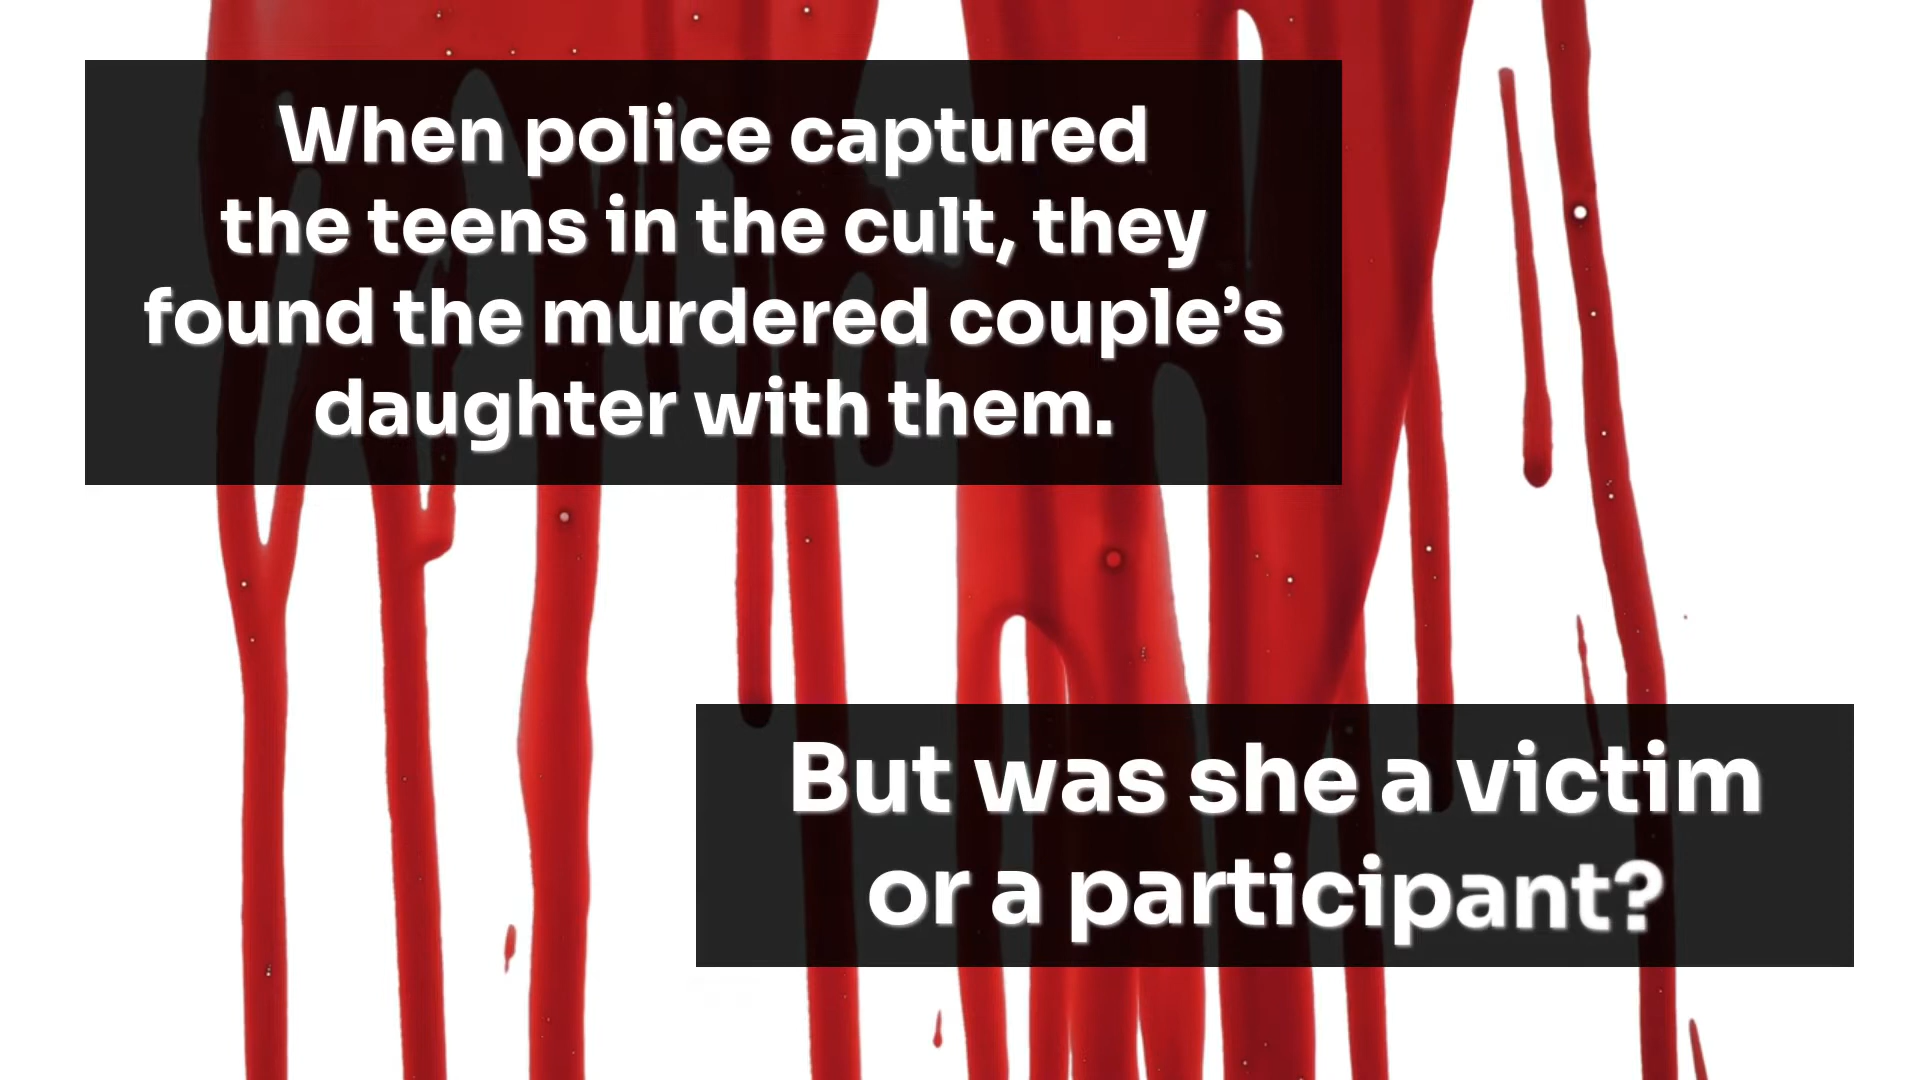 When police captured
the teens in the cult, they
found the murdered couple’s
daughter with them.
But was she a victim
or a participant?